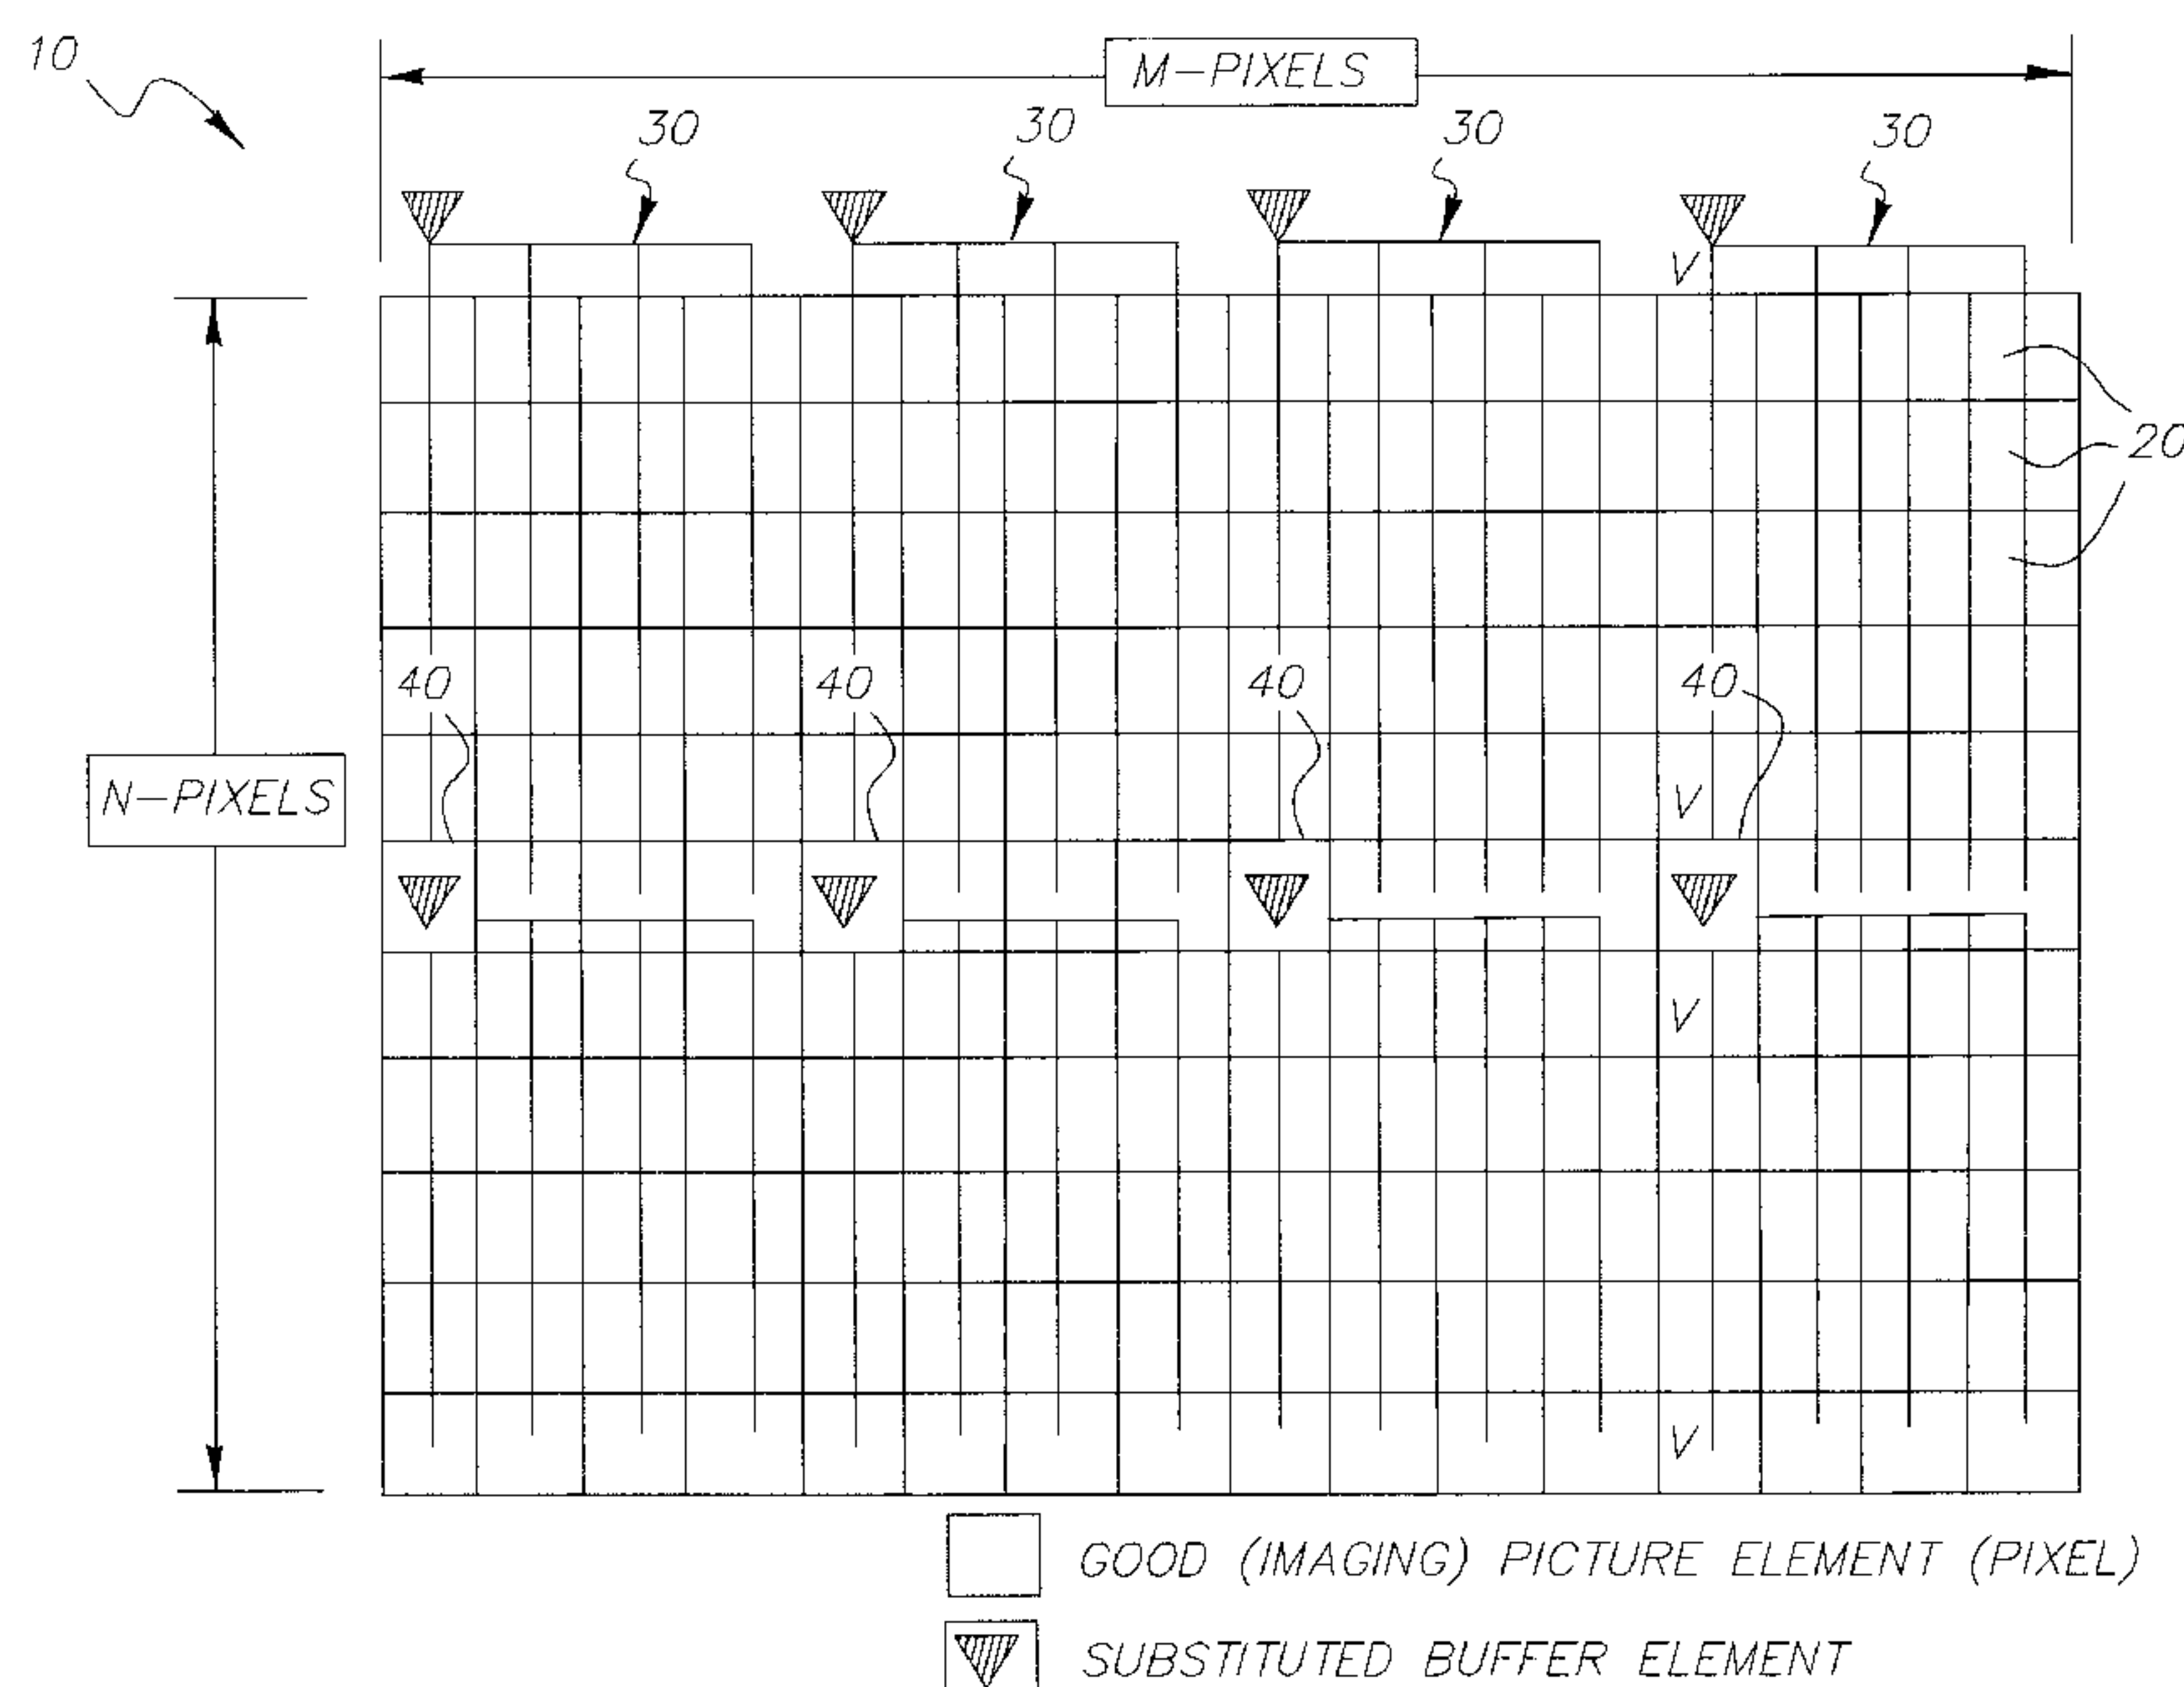 10
M-PIXELS
30 30 30 30
V
20
40 40 40 40
N-PIXELS
V
V
V
GOOD (IMAGING) PICTURE ELEMENT (PIXEL)
SUBSTITUTED BUFFER ELEMENT